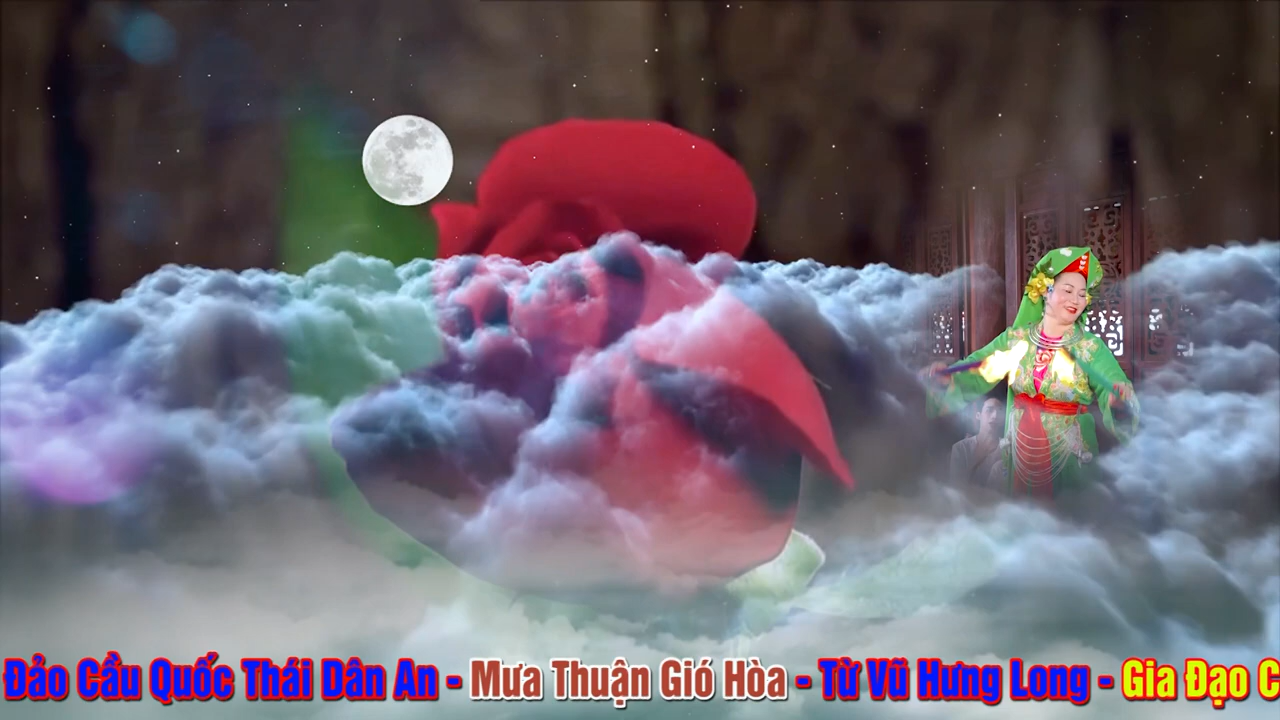 Đảo Cầu Quốc Thái Dân An - Mưa Thuận Gió Hòa - Từ Vũ Hưng Long - Gia Đạo C